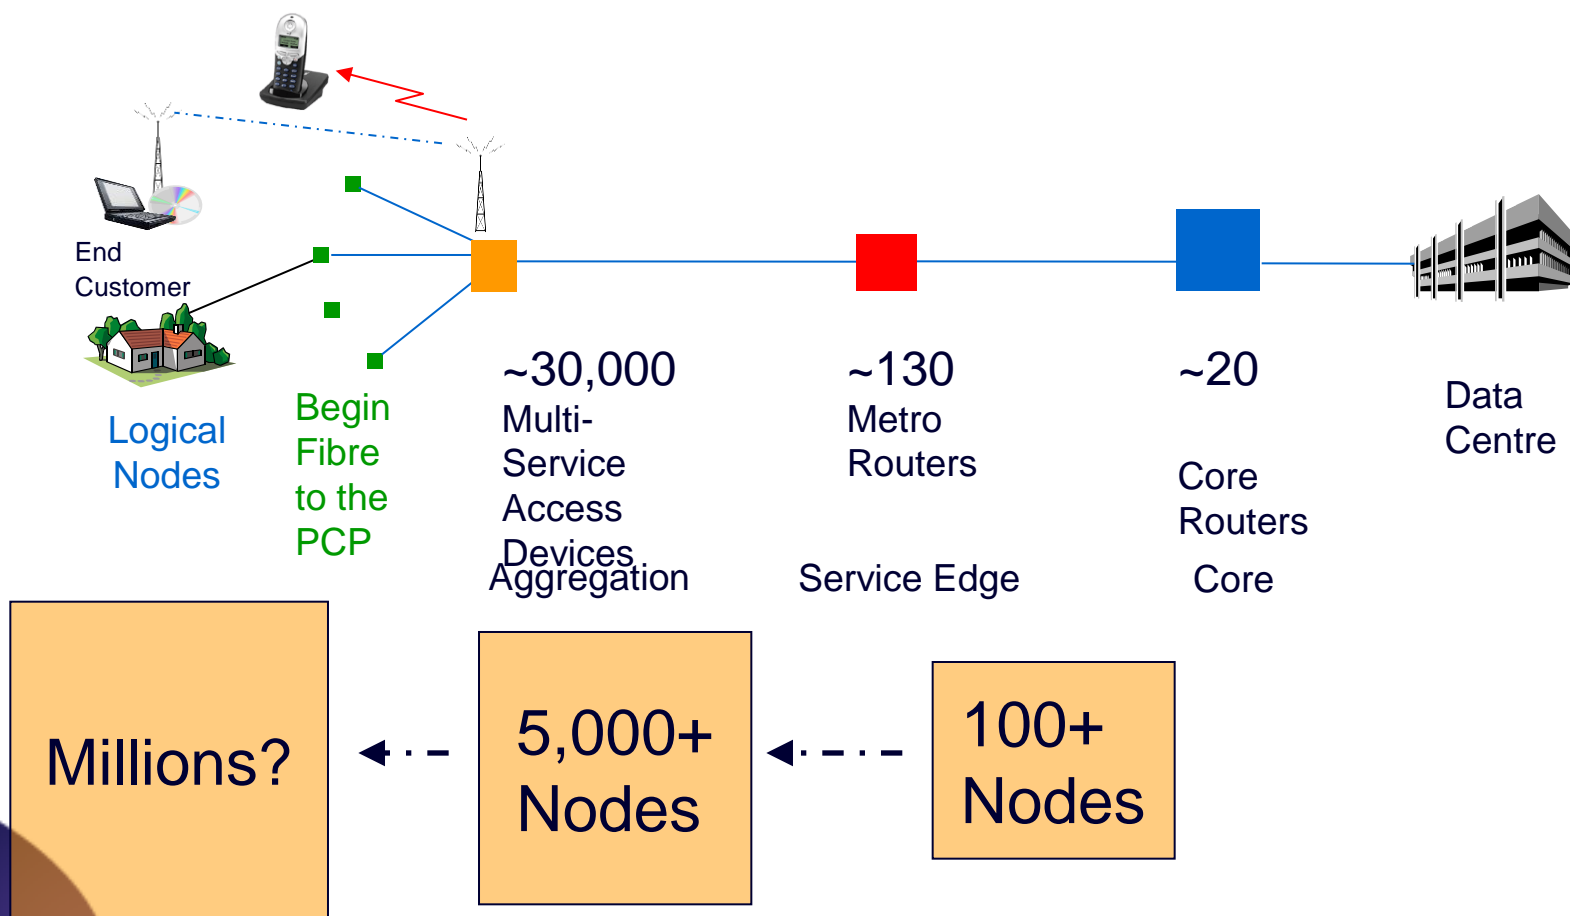 End
Customer
Logical
Nodes
Begin
Fibre
to the
PCP
~30,000
Multi-
Service
Access
Devices
Aggregation
~130
Metro
Routers
Service Edge
~20
Core
Routers
Core
Data
Centre
Millions?
5,000+
Nodes
100+
Nodes